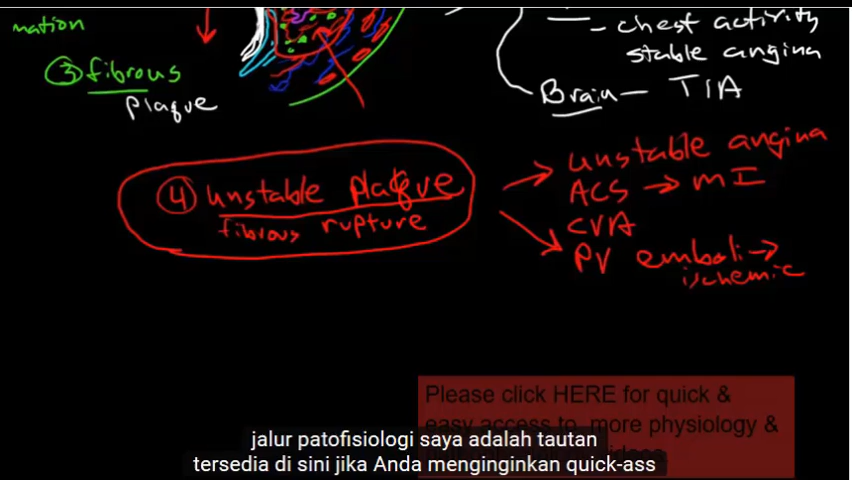 mation
③ fibrous
plaque
- chest activity
stable angina
Brain — TIA
④ unstable plaque
fibrous rupture
unstable angina
ACS → MI
CVA
PV emboli →
ischemic
Please click HERE for quick &
easy access to more physiology &
jalur patofisiologi saya adalah tautan
tersedia di sini jika Anda menginginkan quick-ass